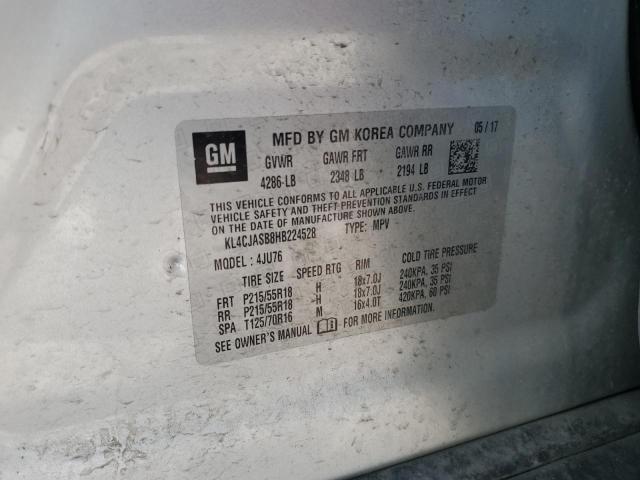 GM MFD BY GM KOREA COMPANY 05/17
GVWR GAWR FRT GAWR RR
4286-LB 2348 LB 2194 LB
THIS VEHICLE CONFORMS TO ALL APPLICABLE U.S. FEDERAL MOTOR
VEHICLE SAFETY AND THEFT PREVENTION STANDARDS IN EFFECT
ON THE DATE OF MANUFACTURE SHOWN ABOVE.
KL4CJASB8HB224528 TYPE: MPV
MODEL: 4JU76
TIRE SIZE SPEED RTG RIM COLD TIRE PRESSURE
FRT P215/55R18 H 18x7.0J 240KPA, 35 PSI
RR P215/55R18 H 18x7.0J 240KPA, 35 PSI
SPA T125/70R16 M 16x4.0T 420KPA, 60 PSI
SEE OWNER'S MANUAL FOR MORE INFORMATION.